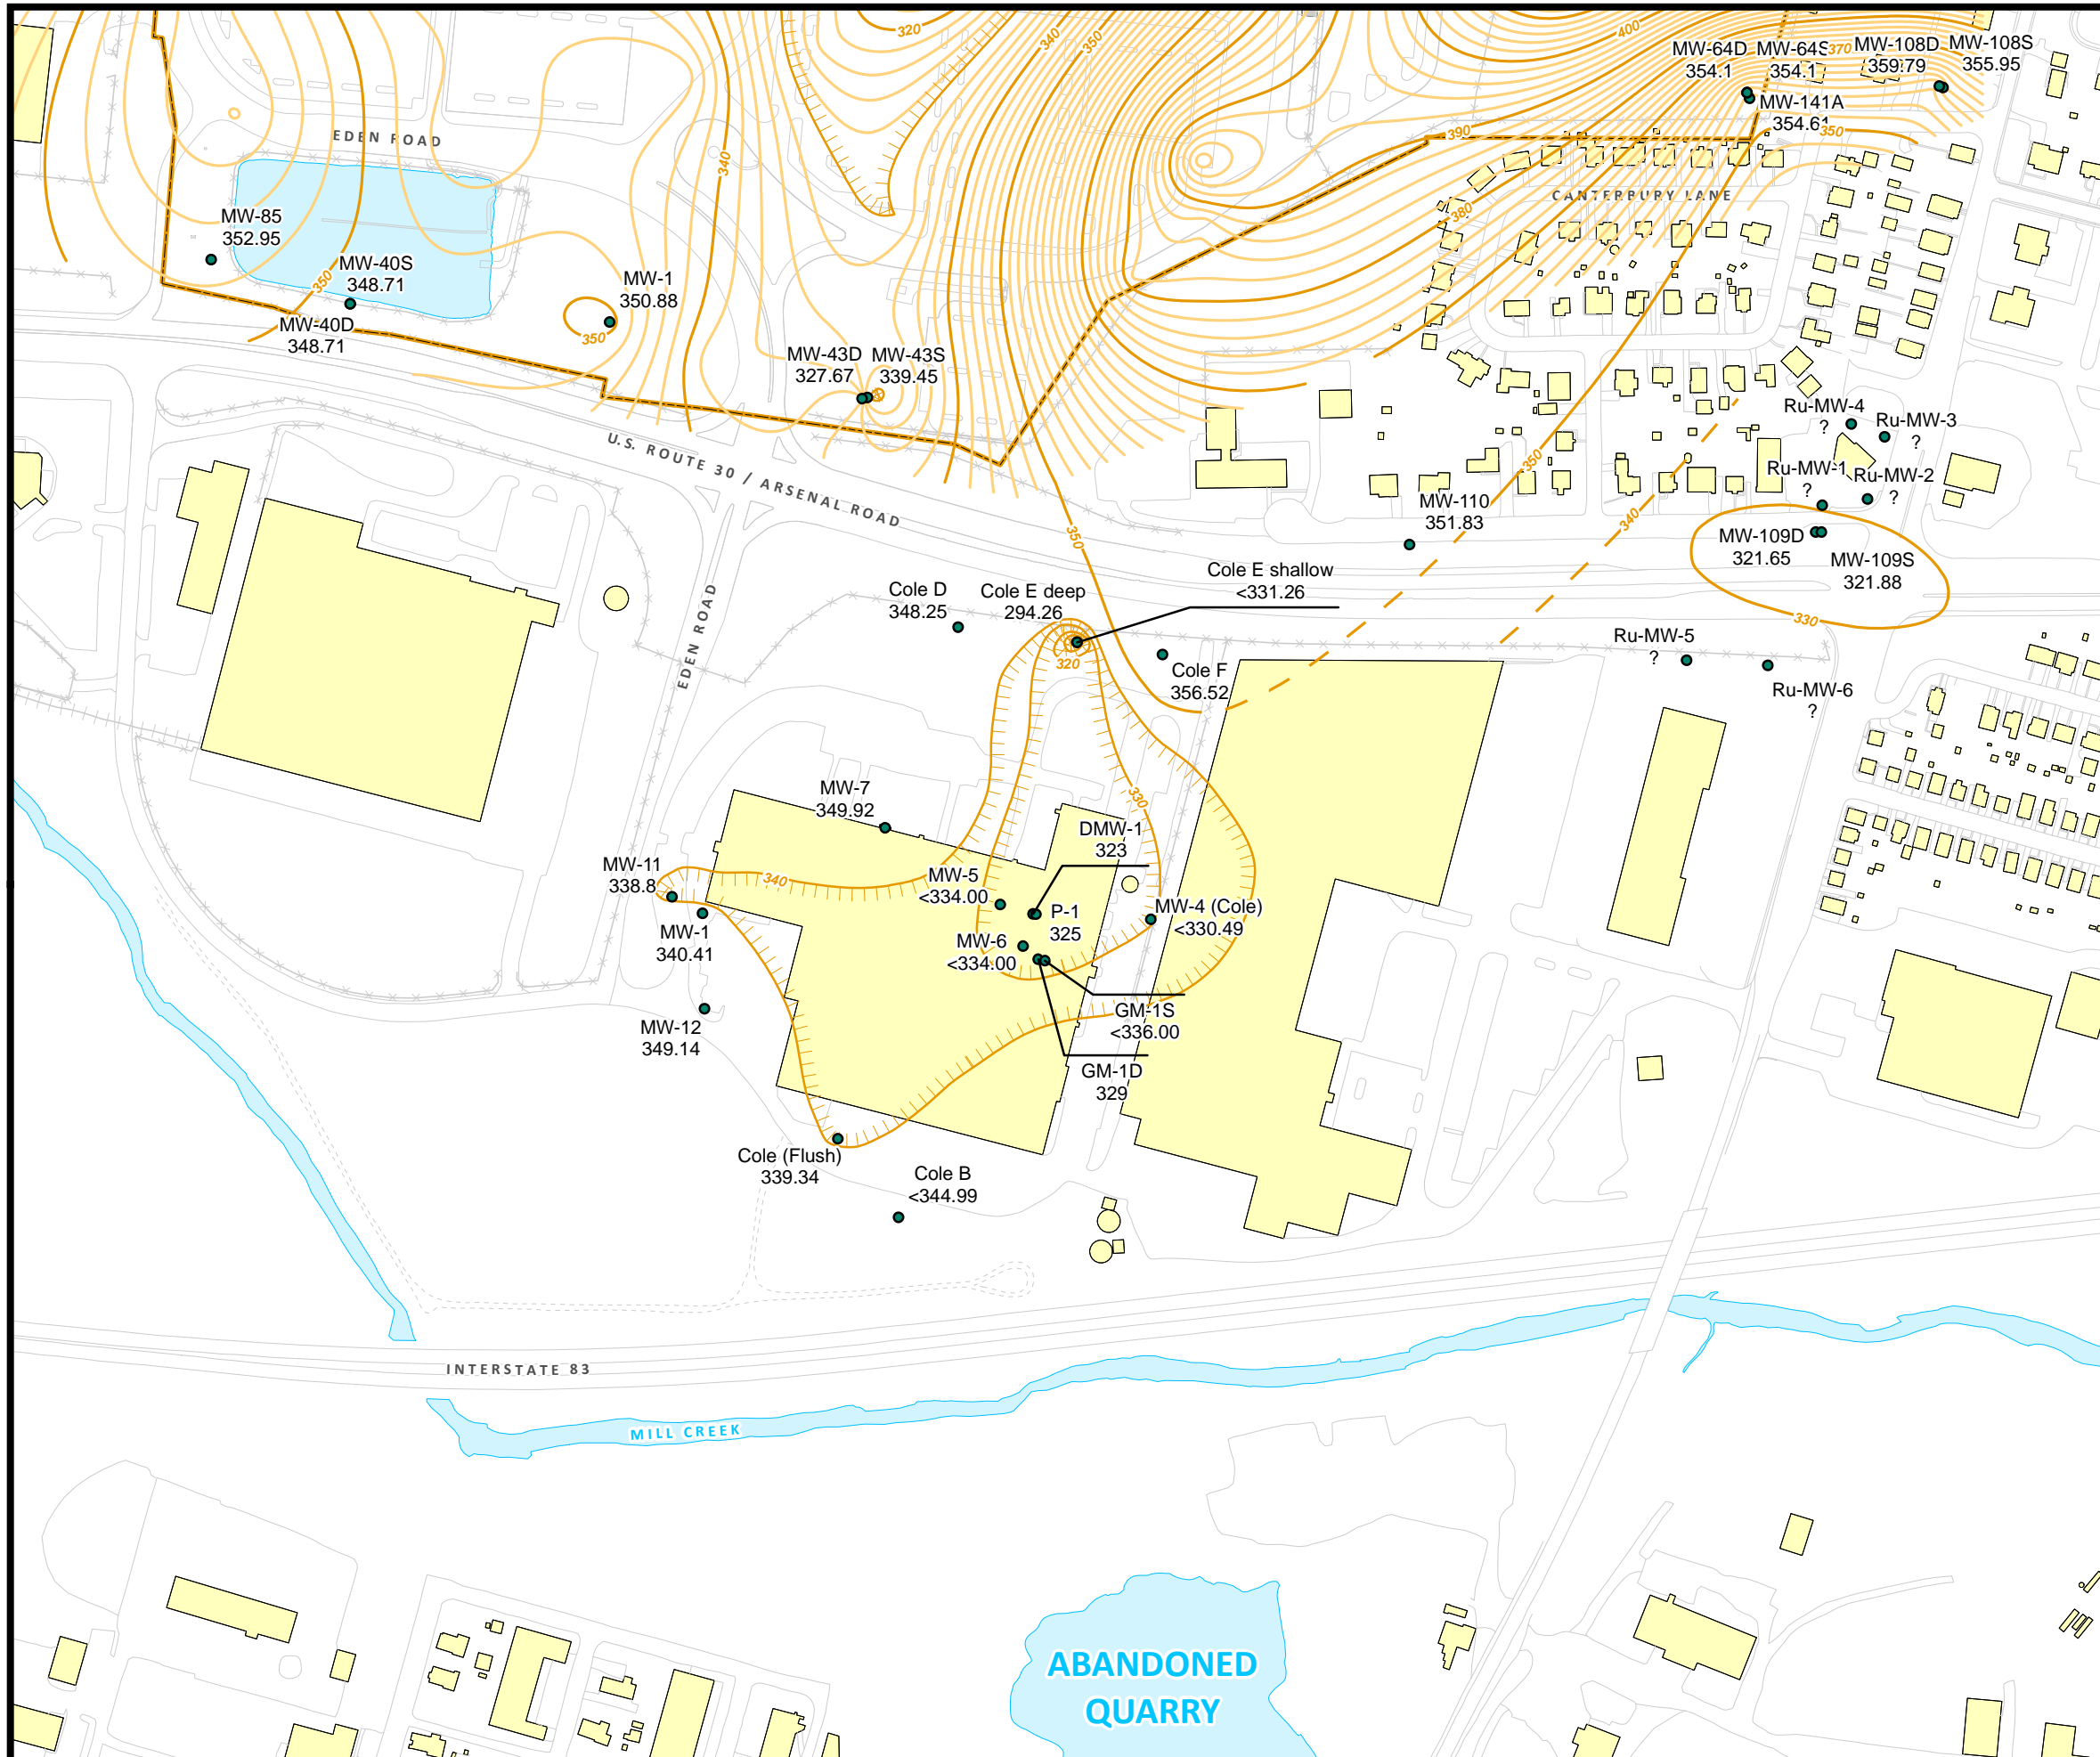 320
340
350
400
MW-64D
354.1
MW-64S
354.1
370
MW-108D
359.79
MW-108S
355.95
MW-141A
354.61
350
390
EDEN ROAD
340
CANTERBURY LANE
380
MW-85
352.95
MW-40S
348.71
350
MW-40D
348.71
MW-1
350.88
350
MW-43D
327.67
MW-43S
339.45
U.S. ROUTE 30 / ARSENAL ROAD
Ru-MW-4
?
Ru-MW-3
?
350
Ru-MW-1
?
Ru-MW-2
?
MW-110
351.83
340
350
MW-109D
321.65
MW-109S
321.88
330
Cole E shallow
<331.26
Cole D
348.25
Cole E deep
294.26
EDEN ROAD
320
Cole F
356.52
Ru-MW-5
?
Ru-MW-6
?
MW-7
349.92
330
DMW-1
323
MW-11
338.8
340
MW-5
<334.00
P-1
325
MW-4 (Cole)
<330.49
MW-1
340.41
MW-6
<334.00
GM-1S
<336.00
MW-12
349.14
GM-1D
329
Cole (Flush)
339.34
Cole B
<344.99
INTERSTATE 83
MILL CREEK
ABANDONED
QUARRY